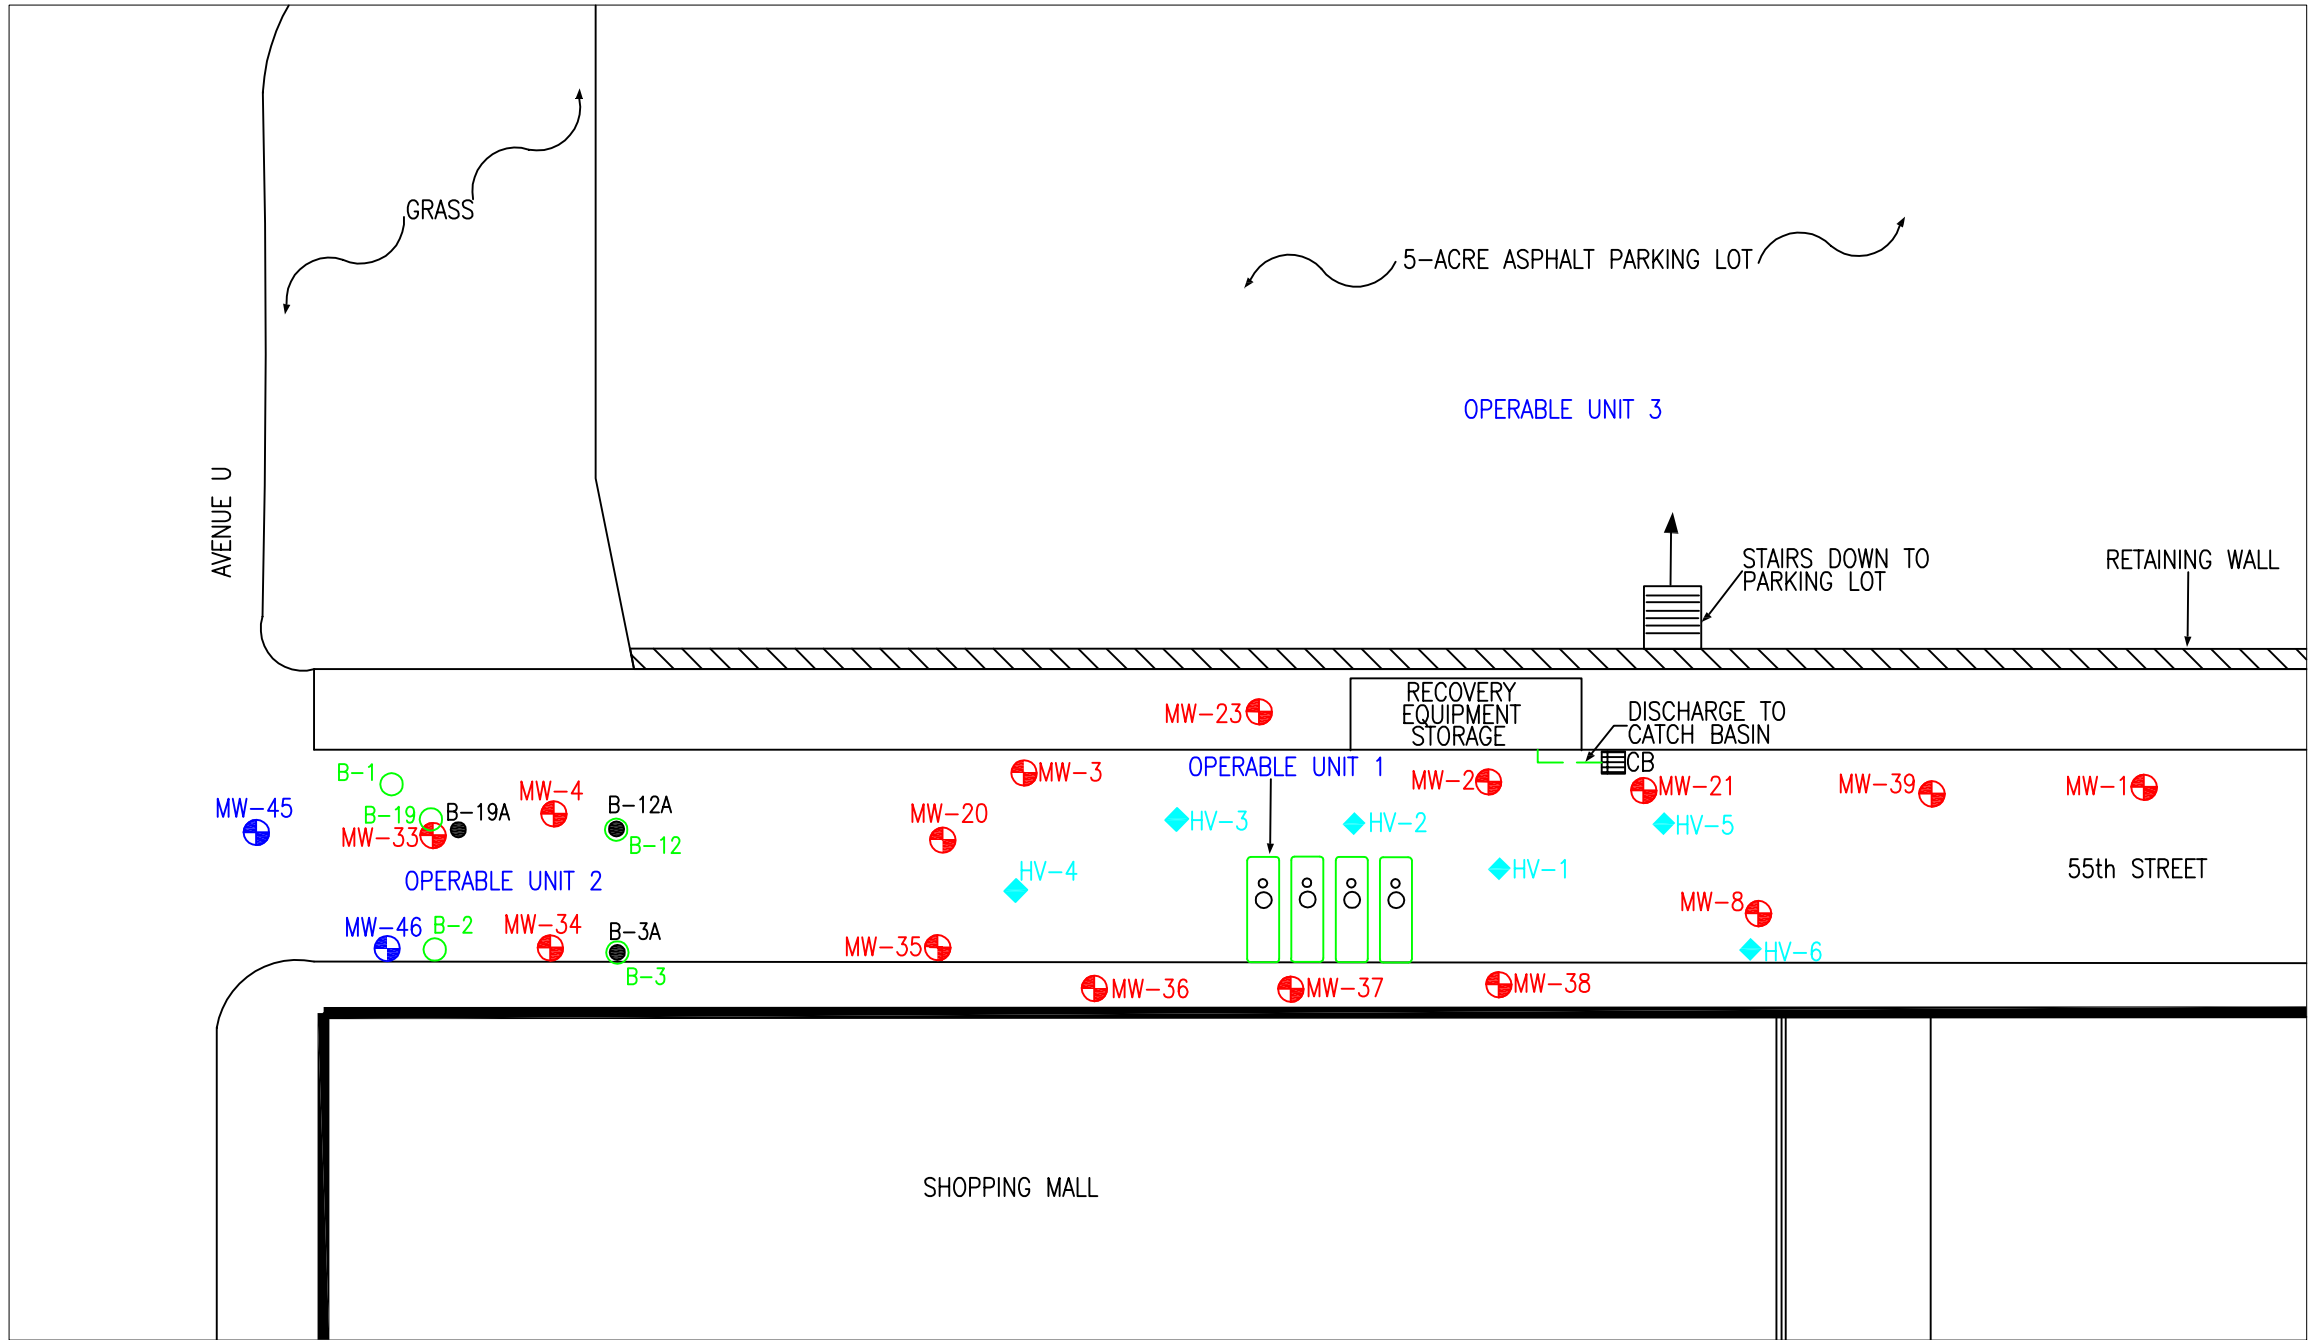 GRASS
5-ACRE ASPHALT PARKING LOT
OPERABLE UNIT 3
AVENUE U
STAIRS DOWN TO
PARKING LOT
RETAINING WALL
RECOVERY
EQUIPMENT
STORAGE
MW-23
DISCHARGE TO
CATCH BASIN
CB
OPERABLE UNIT 1
B-1
MW-3
MW-2
MW-21
MW-39
MW-1
MW-45
MW-4
B-19
B-19A
B-12A
MW-20
HV-3
HV-2
HV-5
MW-33
B-12
HV-4
HV-1
55th STREET
OPERABLE UNIT 2
MW-8
MW-46
B-2
MW-34
B-3A
MW-35
HV-6
B-3
MW-36
MW-37
MW-38
SHOPPING MALL